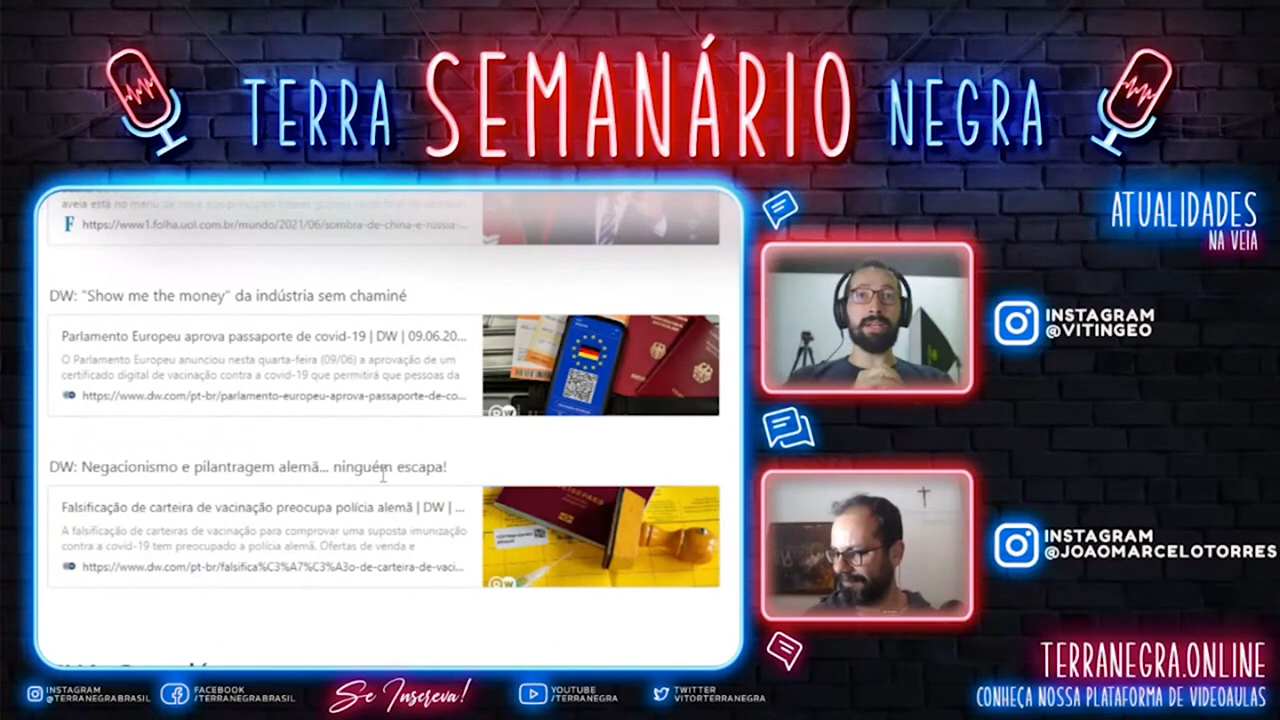 TERRA SEMANÁRIO NEGRA
aveia está no menu de
https://www1.folha.uol.com.br/mundo/2021/06/sombra-de-china-e-russia-...
DW: "Show me the money" da indústria sem chaminé
Parlamento Europeu aprova passaporte de covid-19 | DW | 09.06.20...
O Parlamento Europeu anunciou nesta quarta-feira (09/06) a aprovação de um
certificado digital de vacinação contra a covid-19 que permitirá que pessoas da
https://www.dw.com/pt-br/parlamento-europeu-aprova-passaporte-de-co...
DW: Negacionismo e pilantragem alemã... ninguém escapa!
Falsificação de carteira de vacinação preocupa polícia alemã | DW | ...
A falsificação de carteiras de vacinação para comprovar uma suposta imunização
contra a covid-19 tem preocupado a polícia alemã. Ofertas de venda e
https://www.dw.com/pt-br/falsifica%C3%A7%C3%A3o-de-carteira-de-vaci...
ATUALIDADES
NA VEIA
INSTAGRAM
@VITINGEO
INSTAGRAM
@JOAOMARCELOTORRES
TERRANEGRA.ONLINE
CONHEÇA NOSSA PLATAFORMA DE VIDEOAULAS
INSTAGRAM
@TERRANEGRABRASIL
FACEBOOK
/TERRANEGRABRASIL
Se Inscreva!
YOUTUBE
/TERRANEGRA
TWITTER
VITORTERRANEGRA